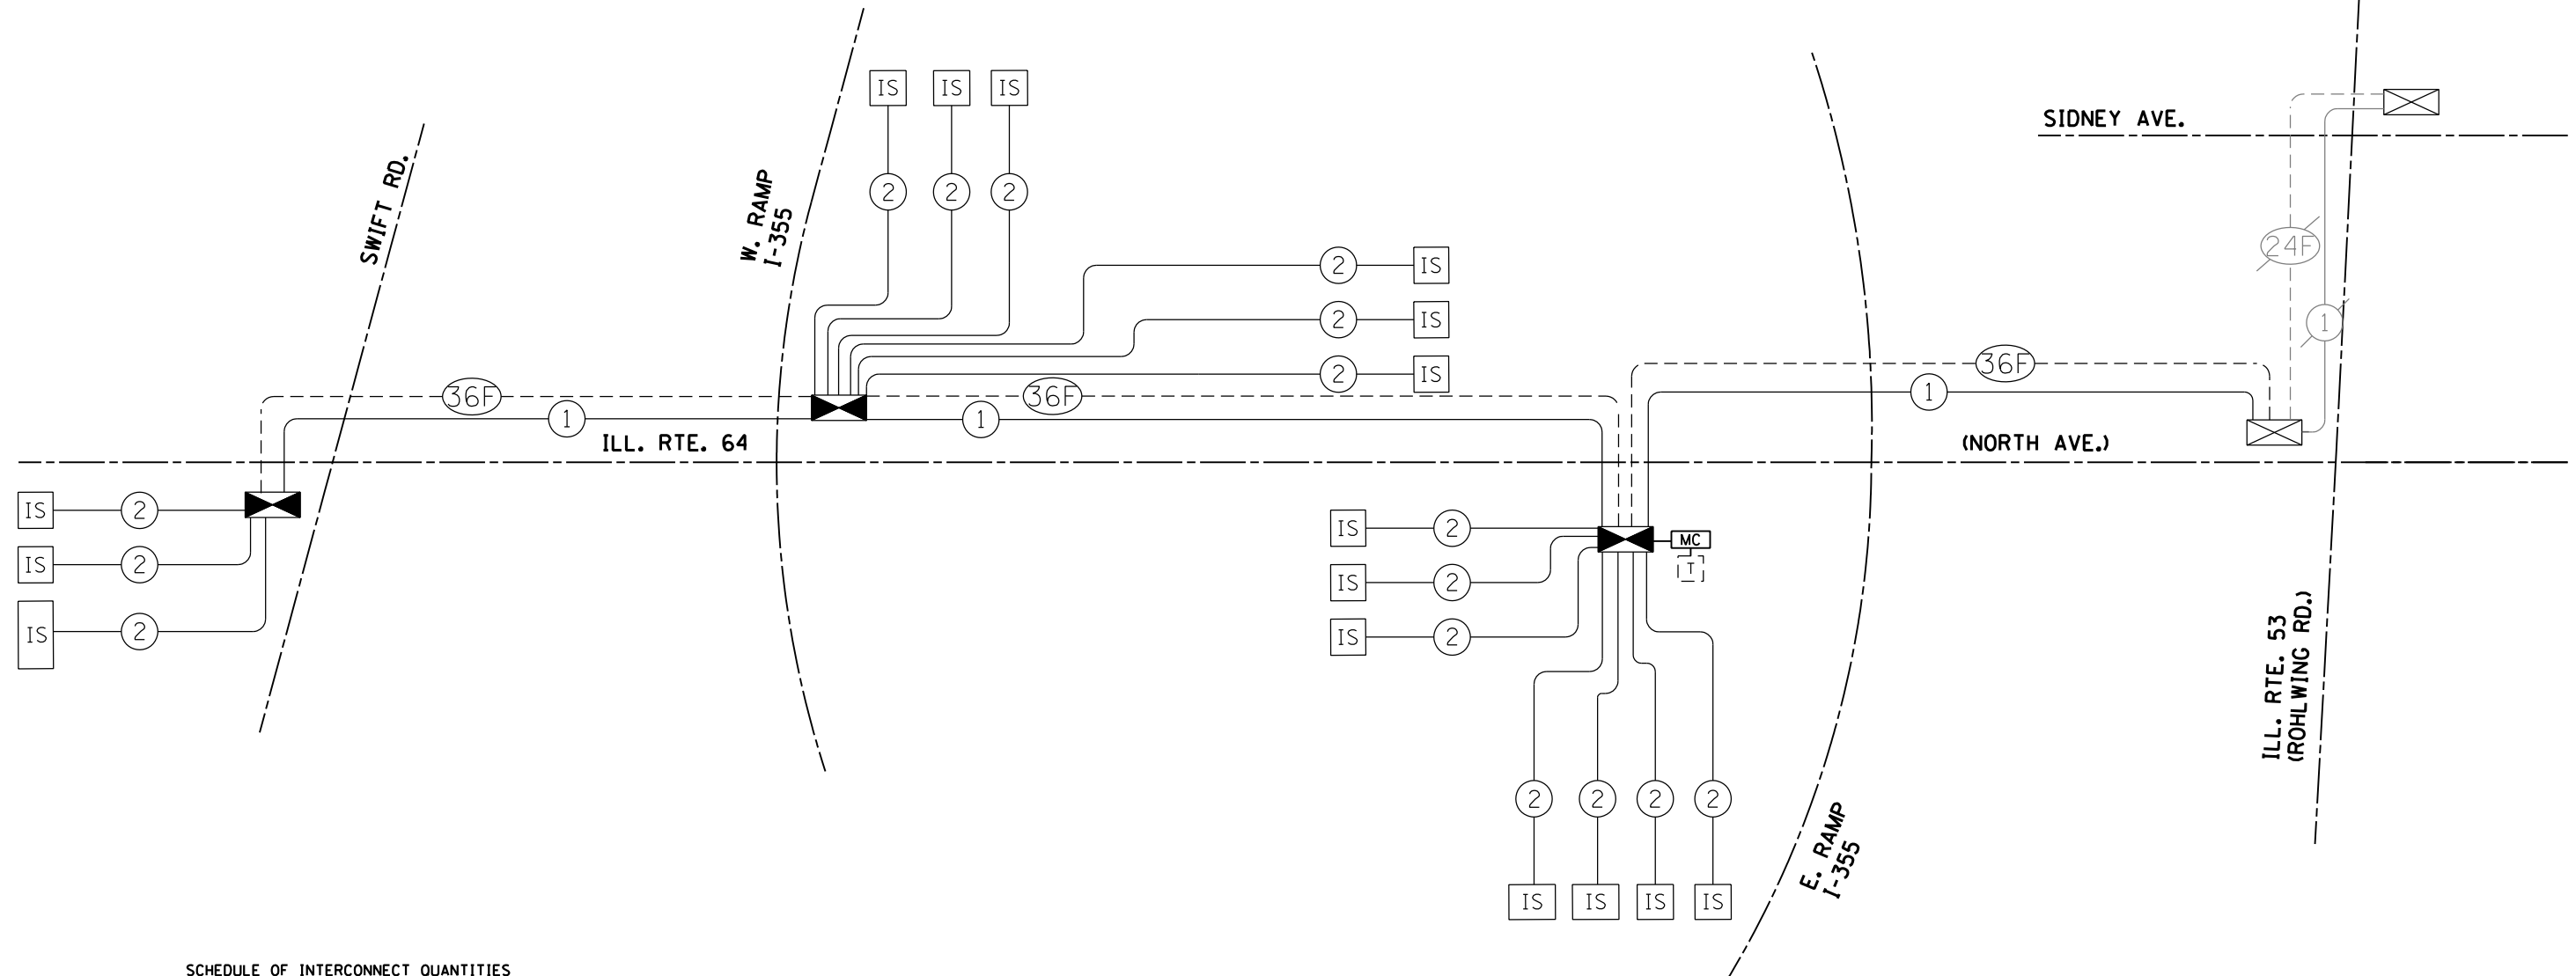 IS IS IS
SIDNEY AVE.
2 2 2
SWIFT RD.
W. RAMP
I-355
24F
2 IS
2 IS
1
2 IS
36F
36F
36F
1
1
1
ILL. RTE. 64
(NORTH AVE.)
IS 2
IS 2
IS 2
IS 2
IS 2
IS 2
MC
T
ILL. RTE. 53
(ROHLWING RD.)
2 2 2 2
E. RAMP
I-355
IS IS IS IS
SCHEDULE OF INTERCONNECT QUANTITIES